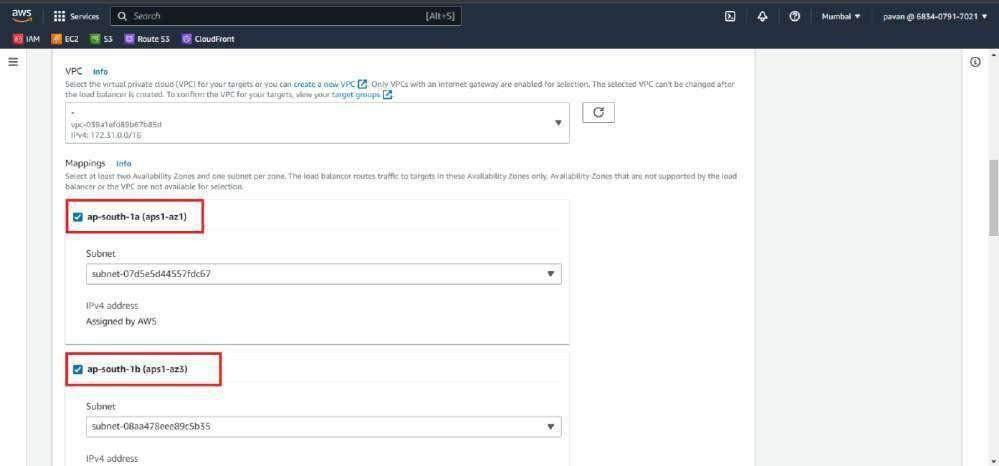 aws
Services
Search
[Alt+S]
Mumbai
pavan @ 6834-0791-7021
IAM
EC2
S3
Route 53
CloudFront
VPC Info
Select the virtual private cloud (VPC) for your targets or you can create a new VPC. Only VPCs with an internet gateway are enabled for selection. The selected VPC can't be changed after
the load balancer is created. To confirm the VPC for your targets, view your target groups.
-
vpc-039a1efd89b67b85d
IPv4: 172.31.0.0/16
Mappings Info
Select at least two Availability Zones and one subnet per zone. The load balancer routes traffic to targets in these Availability Zones only. Availability Zones that are not supported by the load
balancer or the VPC are not available for selection.
ap-south-1a (aps1-az1)
Subnet
subnet-07d5e5d44557fdc67
IPv4 address
Assigned by AWS
ap-south-1b (aps1-az3)
Subnet
subnet-08aa478eee89c5b35
IPv4 address